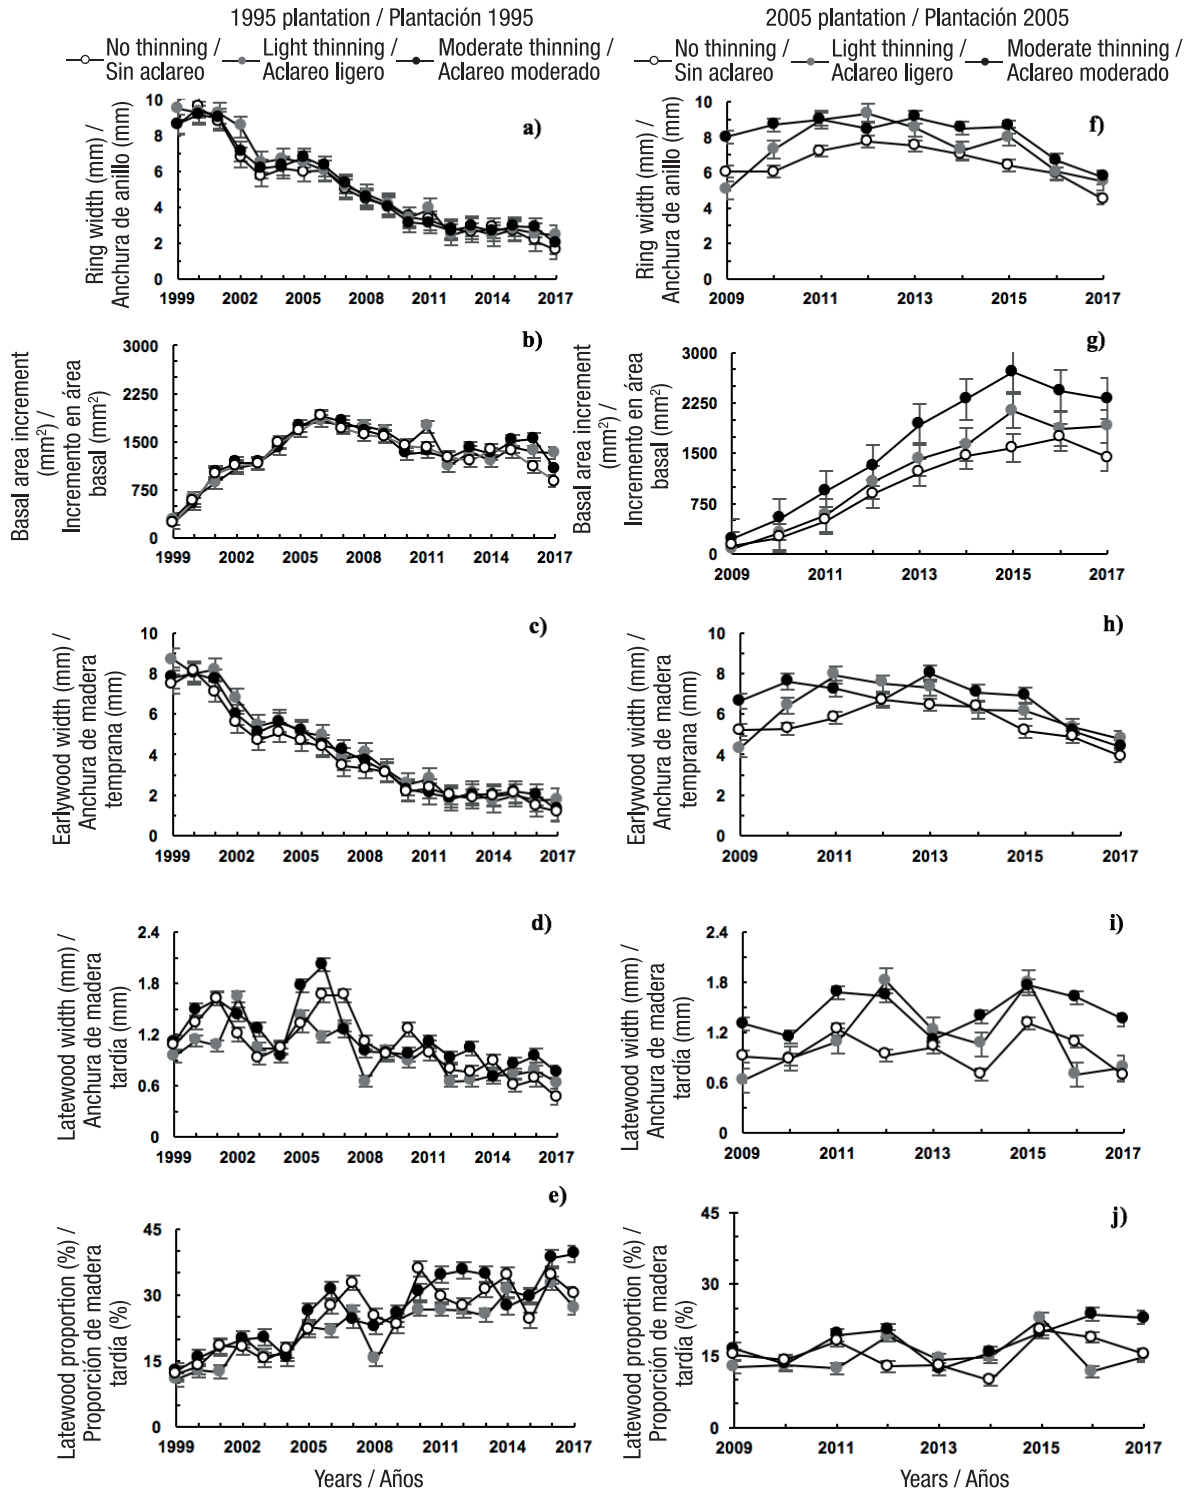 1995 plantation / Plantación 1995
No thinning / Light thinning / Moderate thinning /
Sin aclareo Aclareo ligero Aclareo moderado
2005 plantation / Plantación 2005
No thinning / Light thinning / Moderate thinning /
Sin aclareo Aclareo ligero Aclareo moderado
a)
Ring width (mm) /
Anchura de anillo (mm)
10
8
6
4
2
0
1999 2002 2005 2008 2011 2014 2017
f)
Ring width (mm) /
Anchura de anillo (mm)
10
8
6
4
2
0
2009 2011 2013 2015 2017
b)
Basal area increment
(mm²) /
Incremento en área
basal (mm²)
3000
2250
1500
750
0
1999 2002 2005 2008 2011 2014 2017
g)
Basal area increment
(mm²) /
Incremento en área
basal (mm²)
3000
2250
1500
750
0
2009 2011 2013 2015 2017
c)
Earlywood width (mm) /
Anchura de madera
temprana (mm)
10
8
6
4
2
0
1999 2002 2005 2008 2011 2014 2017
h)
Earlywood width (mm) /
Anchura de madera
temprana (mm)
10
8
6
4
2
0
2009 2011 2013 2015 2017
d)
Latewood width (mm) /
Anchura de madera
tardía (mm)
2.4
1.8
1.2
0.6
0
1999 2002 2005 2008 2011 2014 2017
i)
Latewood width (mm) /
Anchura de madera
tardía (mm)
2.4
1.8
1.2
0.6
0
2009 2011 2013 2015 2017
e)
Latewood proportion (%) /
Proporción de madera
tardía (%)
45
30
15
0
1999 2002 2005 2008 2011 2014 2017
Years / Años
j)
Latewood proportion (%) /
Proporción de madera
tardía (%)
45
30
15
0
2009 2011 2013 2015 2017
Years / Años